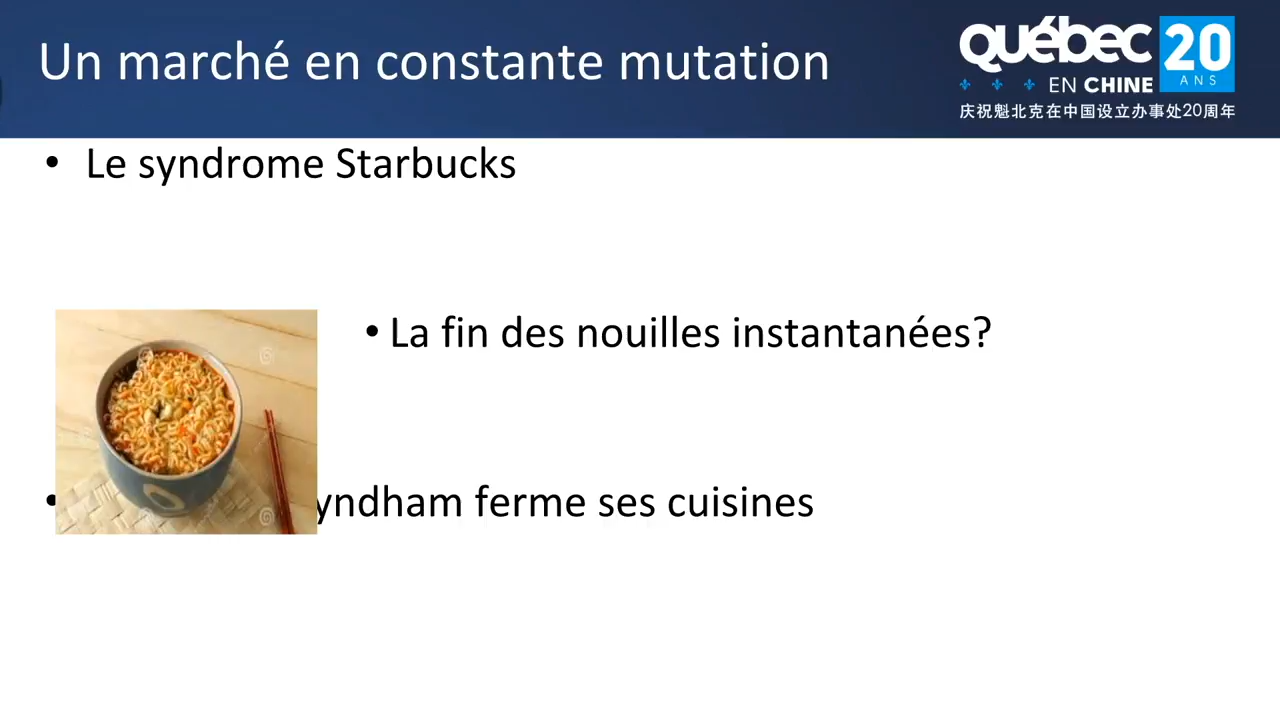 Un marché en constante mutation
québec 20
EN CHINE ANS
庆祝魁北克在中国设立办事处20周年
• Le syndrome Starbucks
• La fin des nouilles instantanées?
• yndham ferme ses cuisines